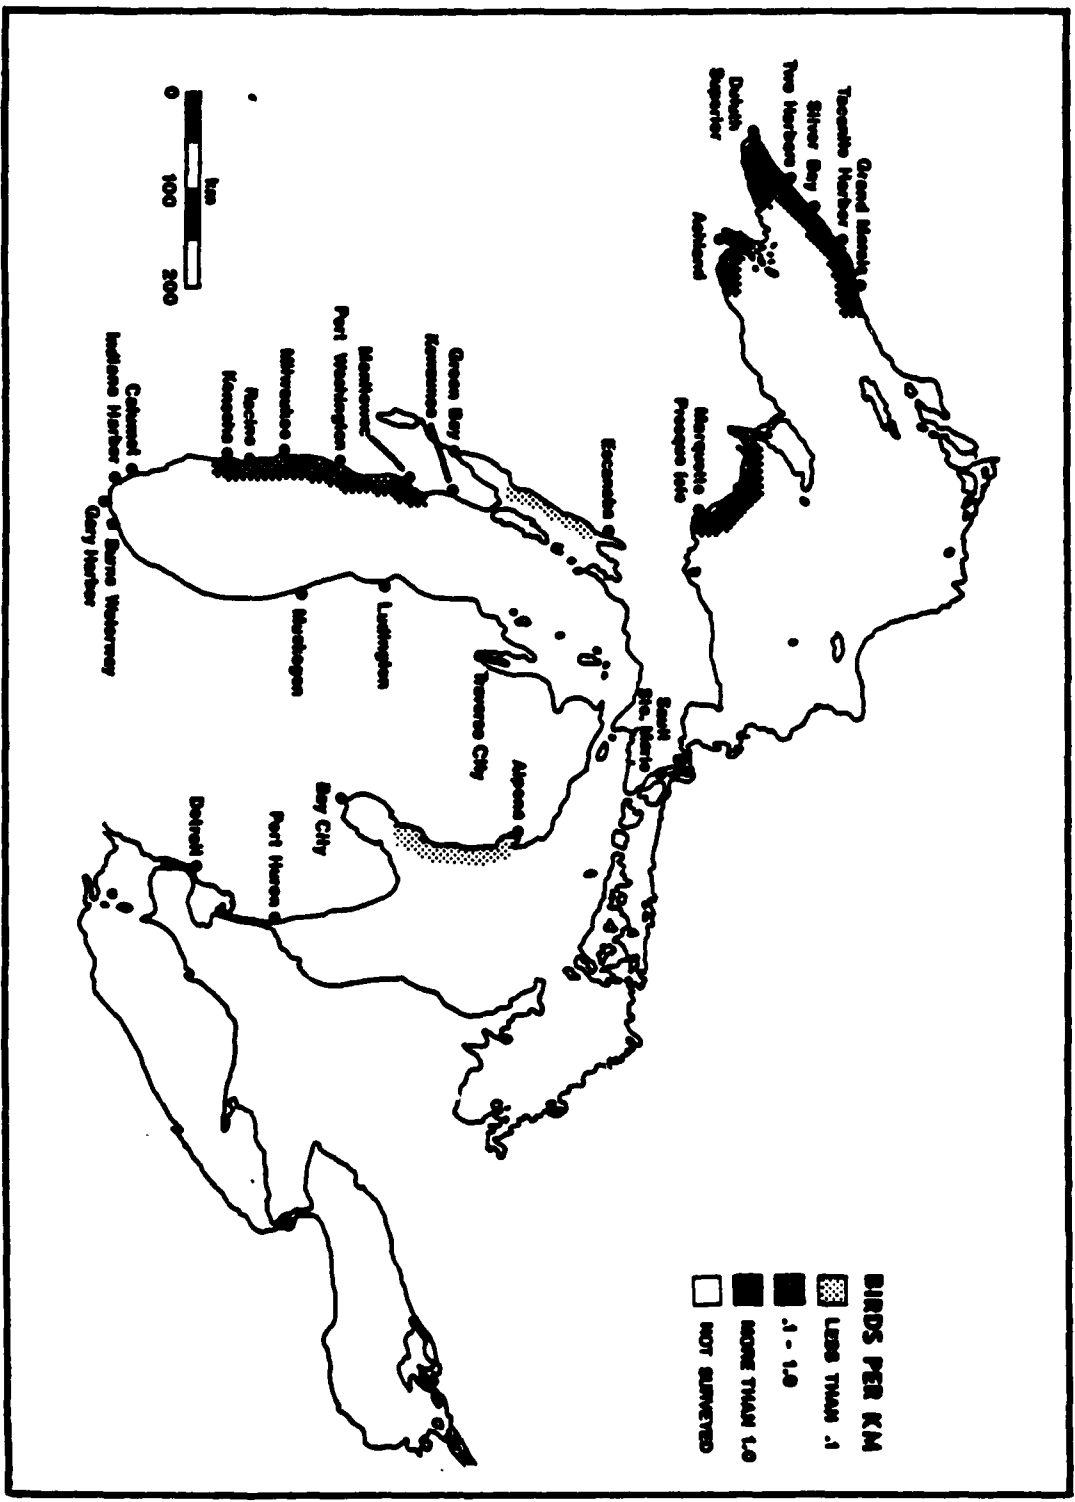 BIRDS PER KM
LESS THAN .1
.1 - 1.0
MORE THAN 1.0
NOT SURVEYED
Grand Marais
Taconite Harbor
Silver Bay
Two Harbors
Duluth
Superior
Ashland
Marquette
Presque Isle
Sault
Ste. Marie
Escanaba
Green Bay
Kewaunee
Manitowoc
Port Washington
Milwaukee
Racine
Kenosha
Calumet
Indiana Harbor
Burns Waterway
Gary Harbor
Muskegon
Ludington
Traverse City
Alpena
Bay City
Port Huron
Detroit
km
0 100 200